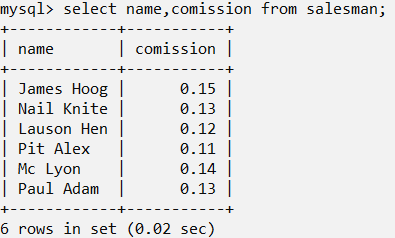 mysql> select name,comission from salesman;
+------------+-----------+
| name       | comission |
+------------+-----------+
| James Hoog |      0.15 |
| Nail Knite |      0.13 |
| Lauson Hen |      0.12 |
| Pit Alex   |      0.11 |
| Mc Lyon    |      0.14 |
| Paul Adam  |      0.13 |
+------------+-----------+
6 rows in set (0.02 sec)